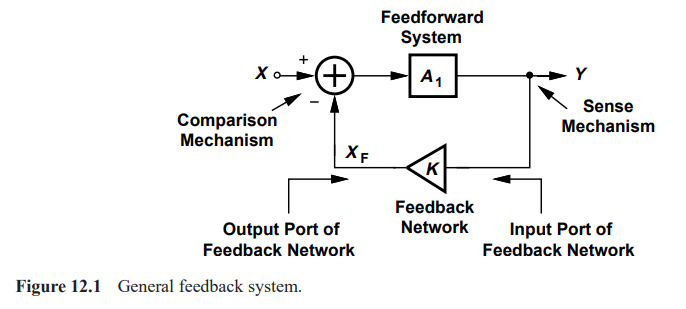 Feedforward
System
X
+
+
A1
Y
−
Comparison
Mechanism
Sense
Mechanism
XF
K
Feedback
Network
Output Port of
Feedback Network
Input Port of
Feedback Network
Figure 12.1 General feedback system.